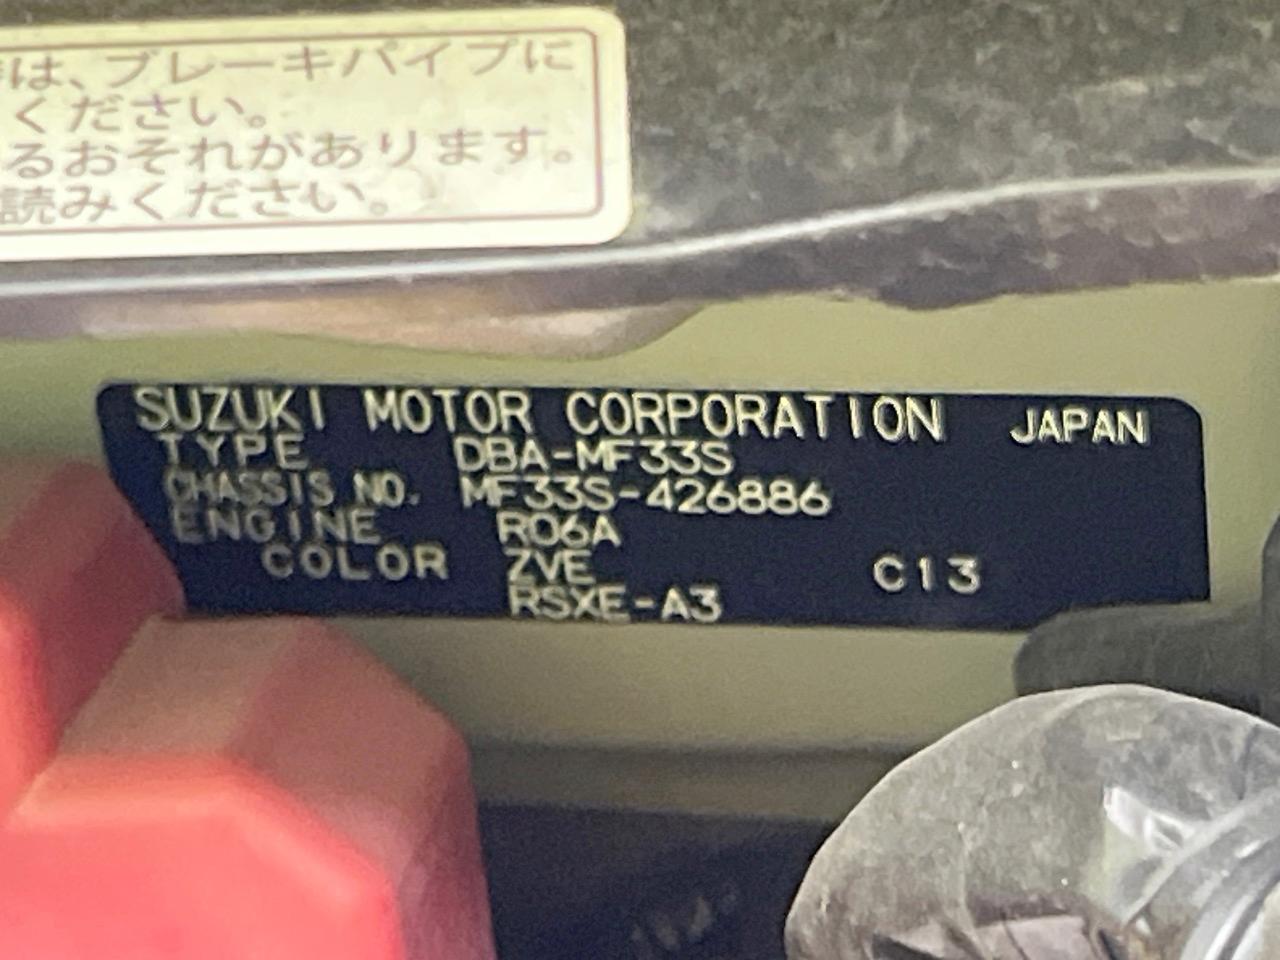 は、ブレーキパイプに
ください。
るおそれがあります。
読みください。
SUZUKI MOTOR CORPORATION JAPAN
TYPE DBA-MF33S
CHASSIS NO. MF33S-426886
ENGINE R06A
COLOR ZVE C13
RSXE-A3